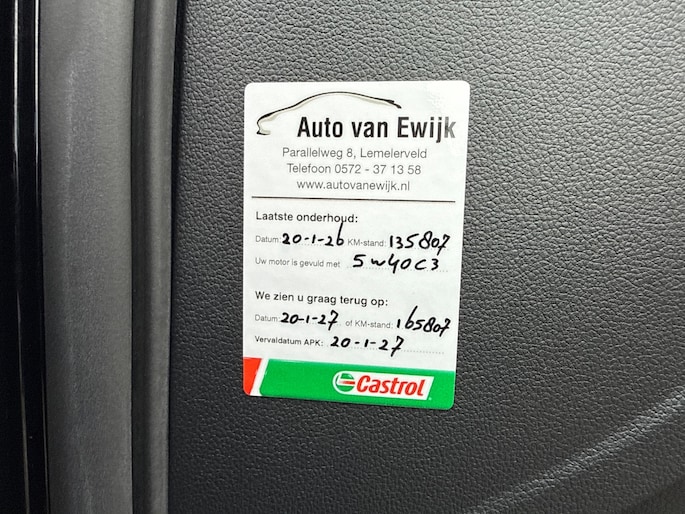 Auto van Ewijk
Parallelweg 8, Lemelerveld
Telefoon 0572 - 37 13 58
www.autovanewijk.nl
Laatste onderhoud:
Datum: 20-1-26 KM-stand: 135807
Uw motor is gevuld met 5w40C3
We zien u graag terug op:
Datum: 20-1-27 of KM-stand: 165807
Vervaldatum APK: 20-1-27
Castrol